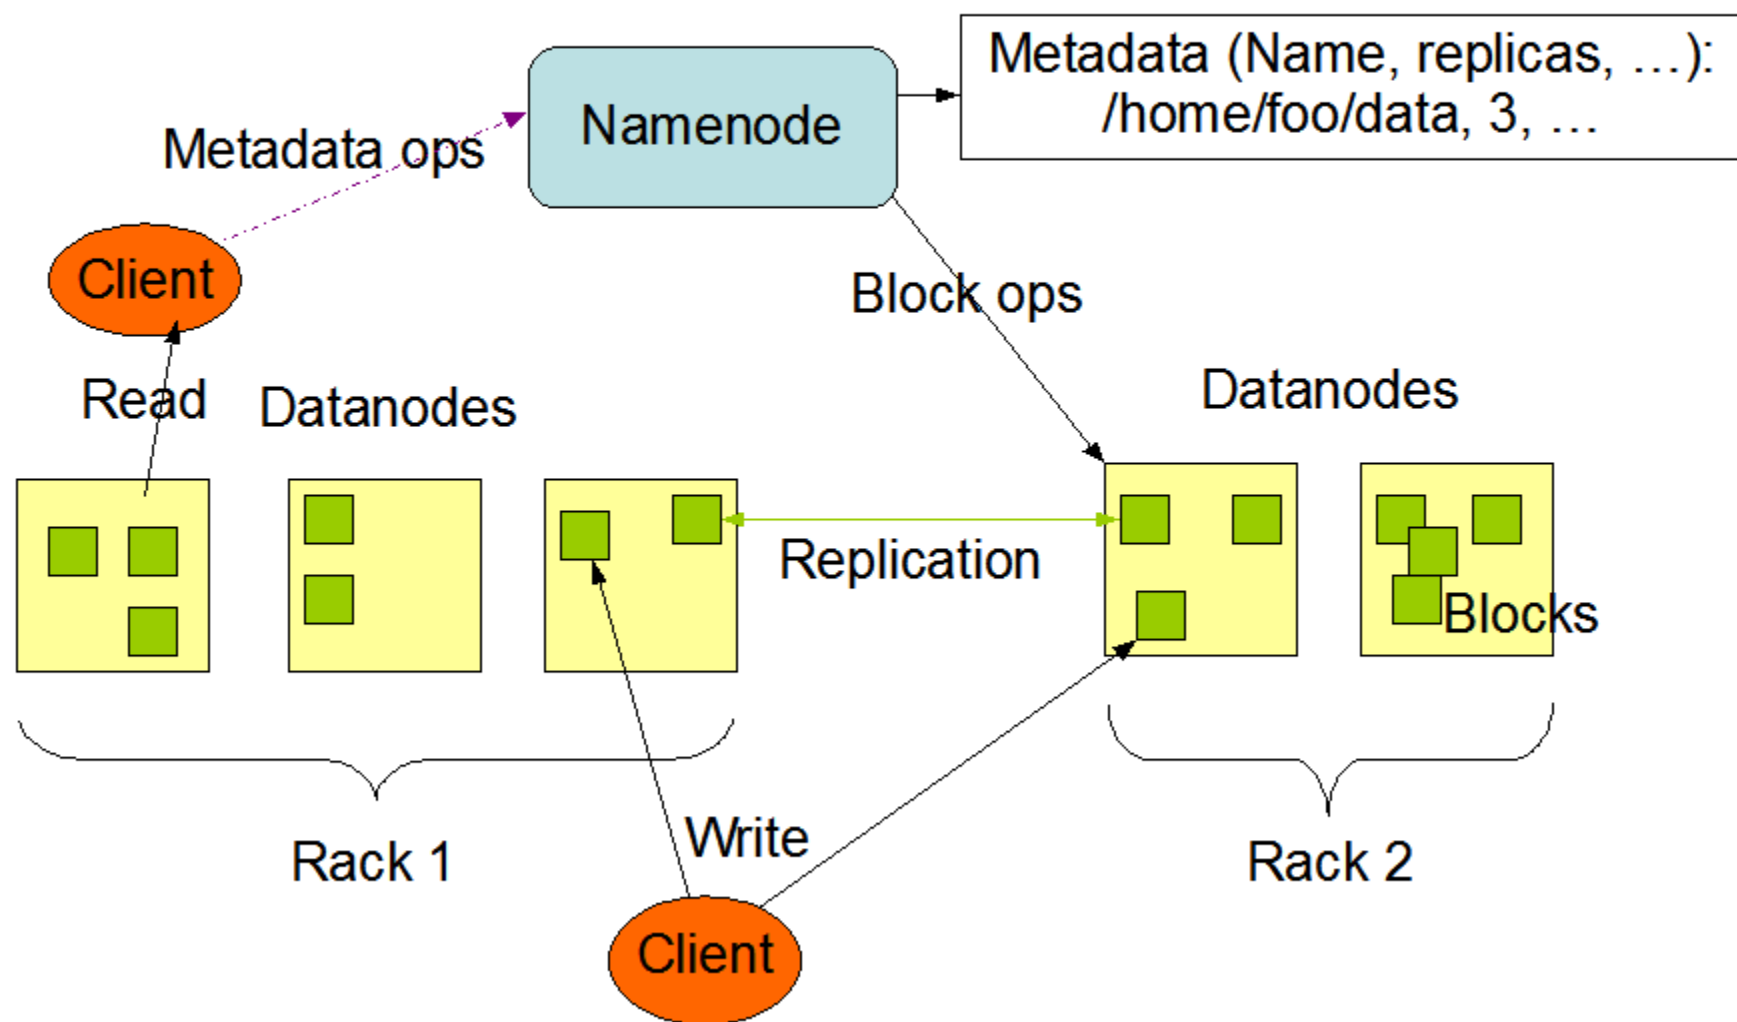 Metadata (Name, replicas, …):
/home/foo/data, 3, …
Namenode
Metadata ops
Client
Block ops
Read
Datanodes
Datanodes
Replication
Blocks
Rack 1
Write
Rack 2
Client